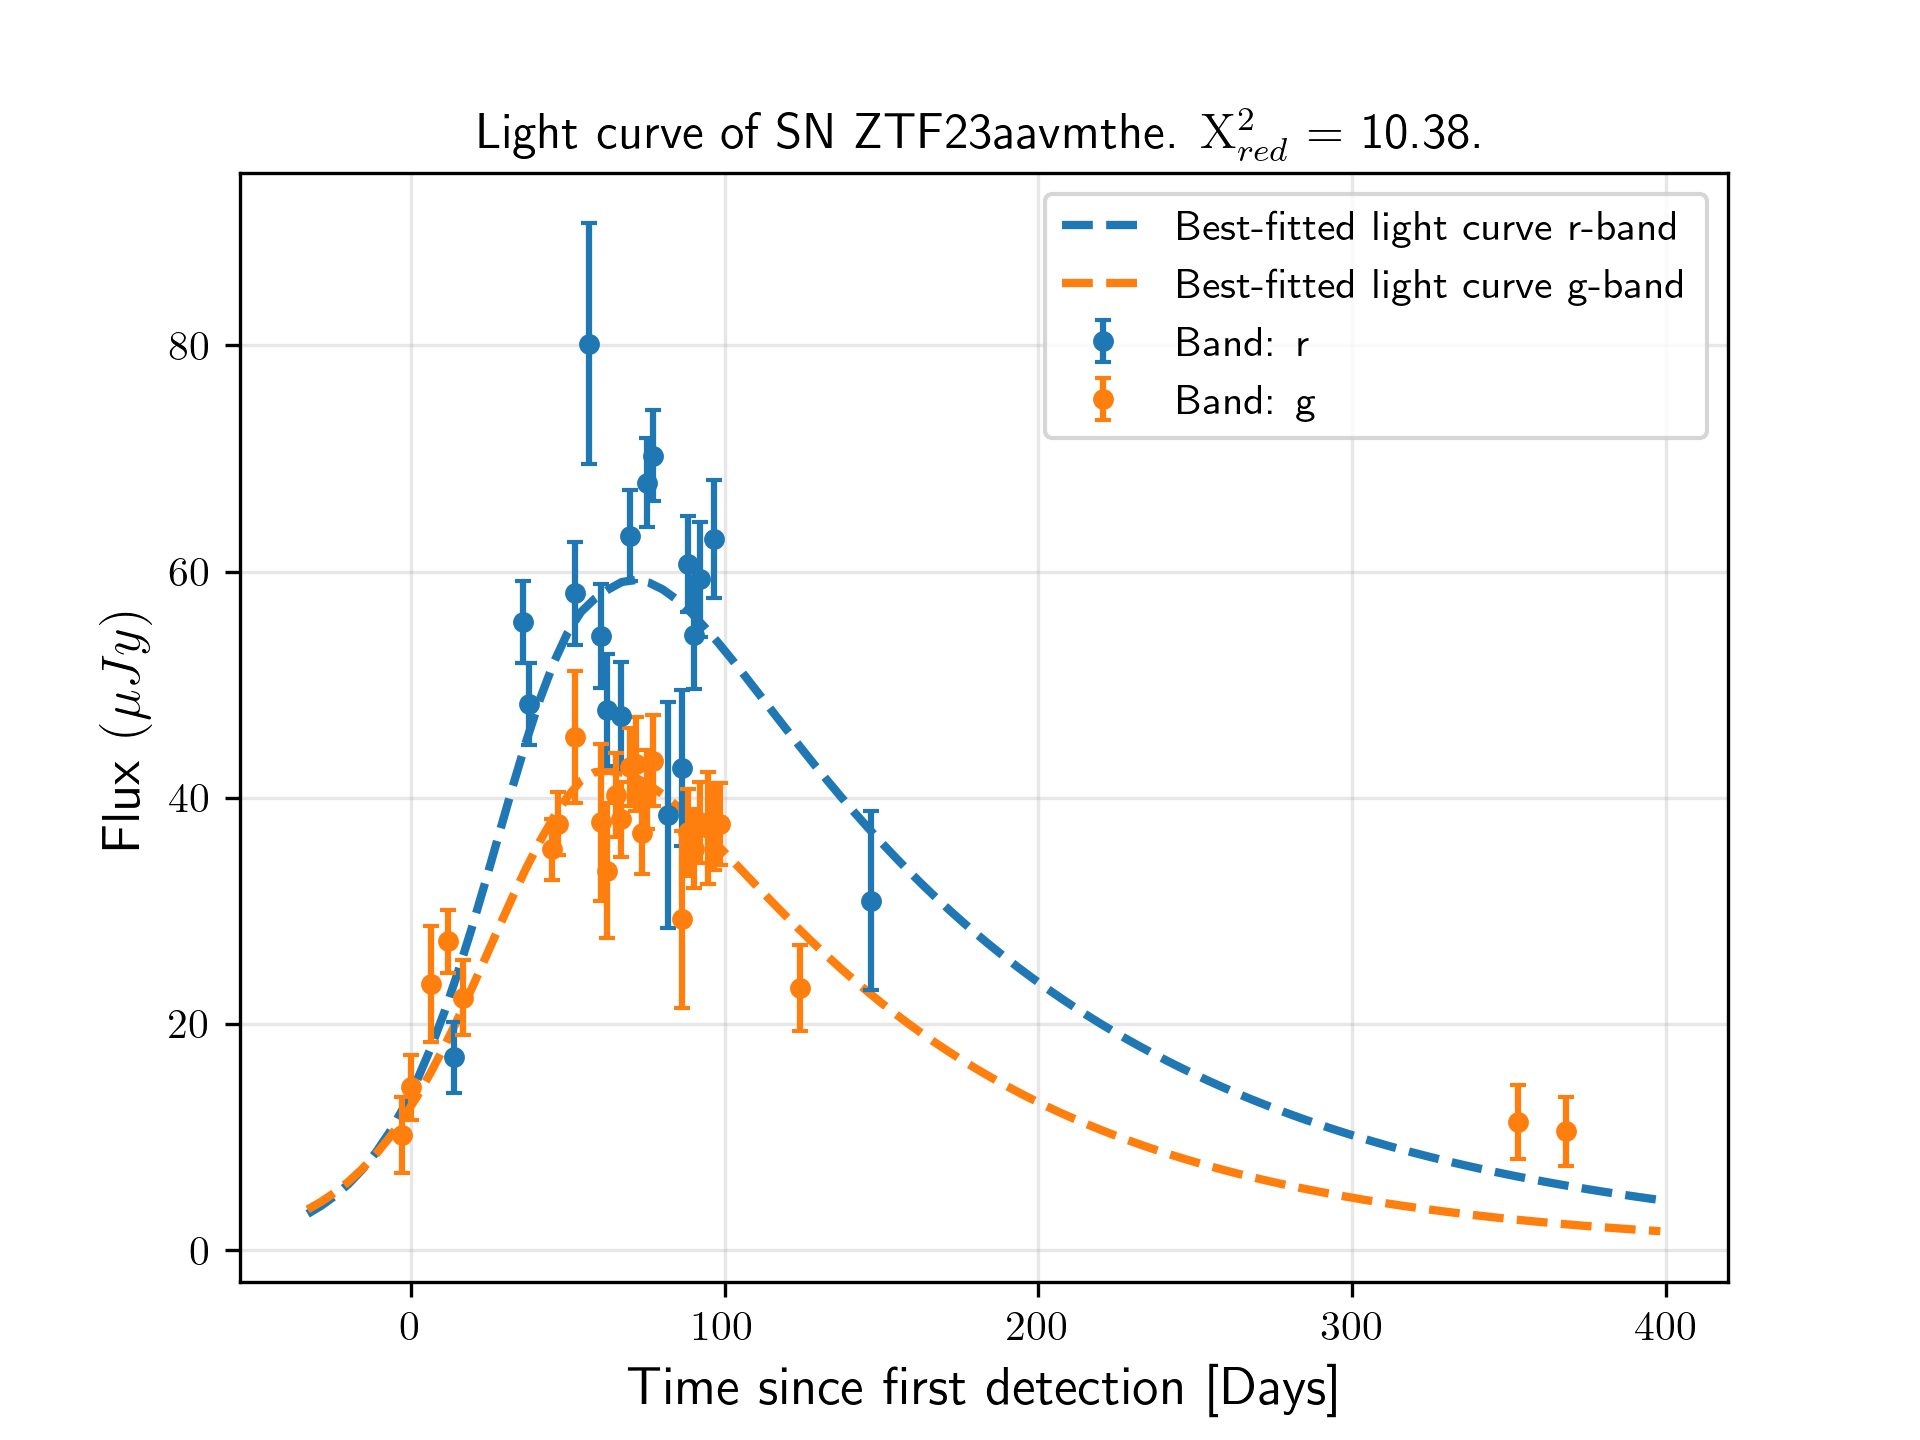 Light curve of SN ZTF23aavmthe. X²_red = 10.38.
Best-fitted light curve r-band
Best-fitted light curve g-band
Band: r
Band: g
80
60
40
20
0
Flux (μJy)
0 100 200 300 400
Time since first detection [Days]